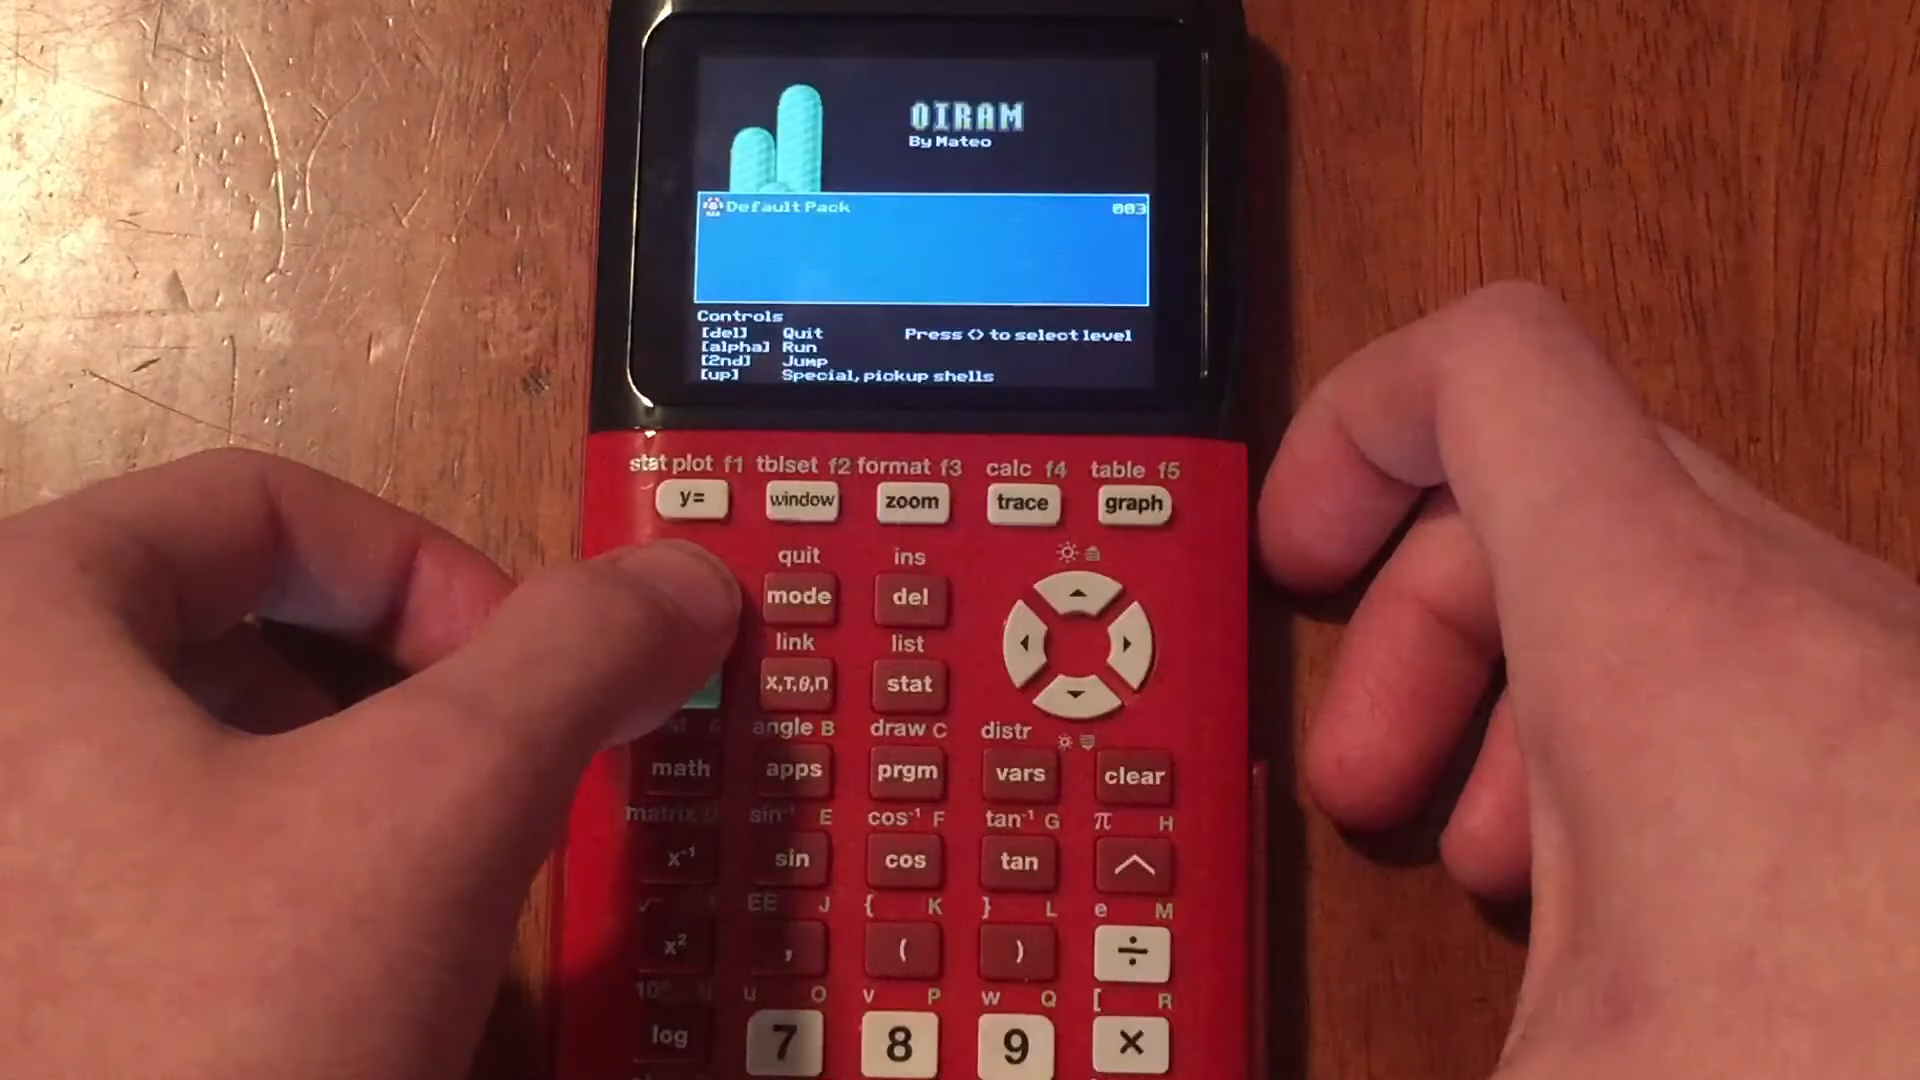 OIRAM
By Mateo
Default Pack 003
Controls
[del] Quit Press <> to select level
[alpha] Run
[2nd] Jump
[up] Special, pickup shells
stat plot f1 tblset f2 format f3 calc f4 table f5
y= window zoom trace graph
quit ins
mode del
link list
X,T,θ,n stat
angle B draw C distr
math apps prgm vars clear
matrix D sin⁻¹ E cos⁻¹ F tan⁻¹ G π H
x⁻¹ sin cos tan ^
√ EE J { K } L e M
x² , ( ) ÷
u O v P w Q [ R
log 7 8 9 ×